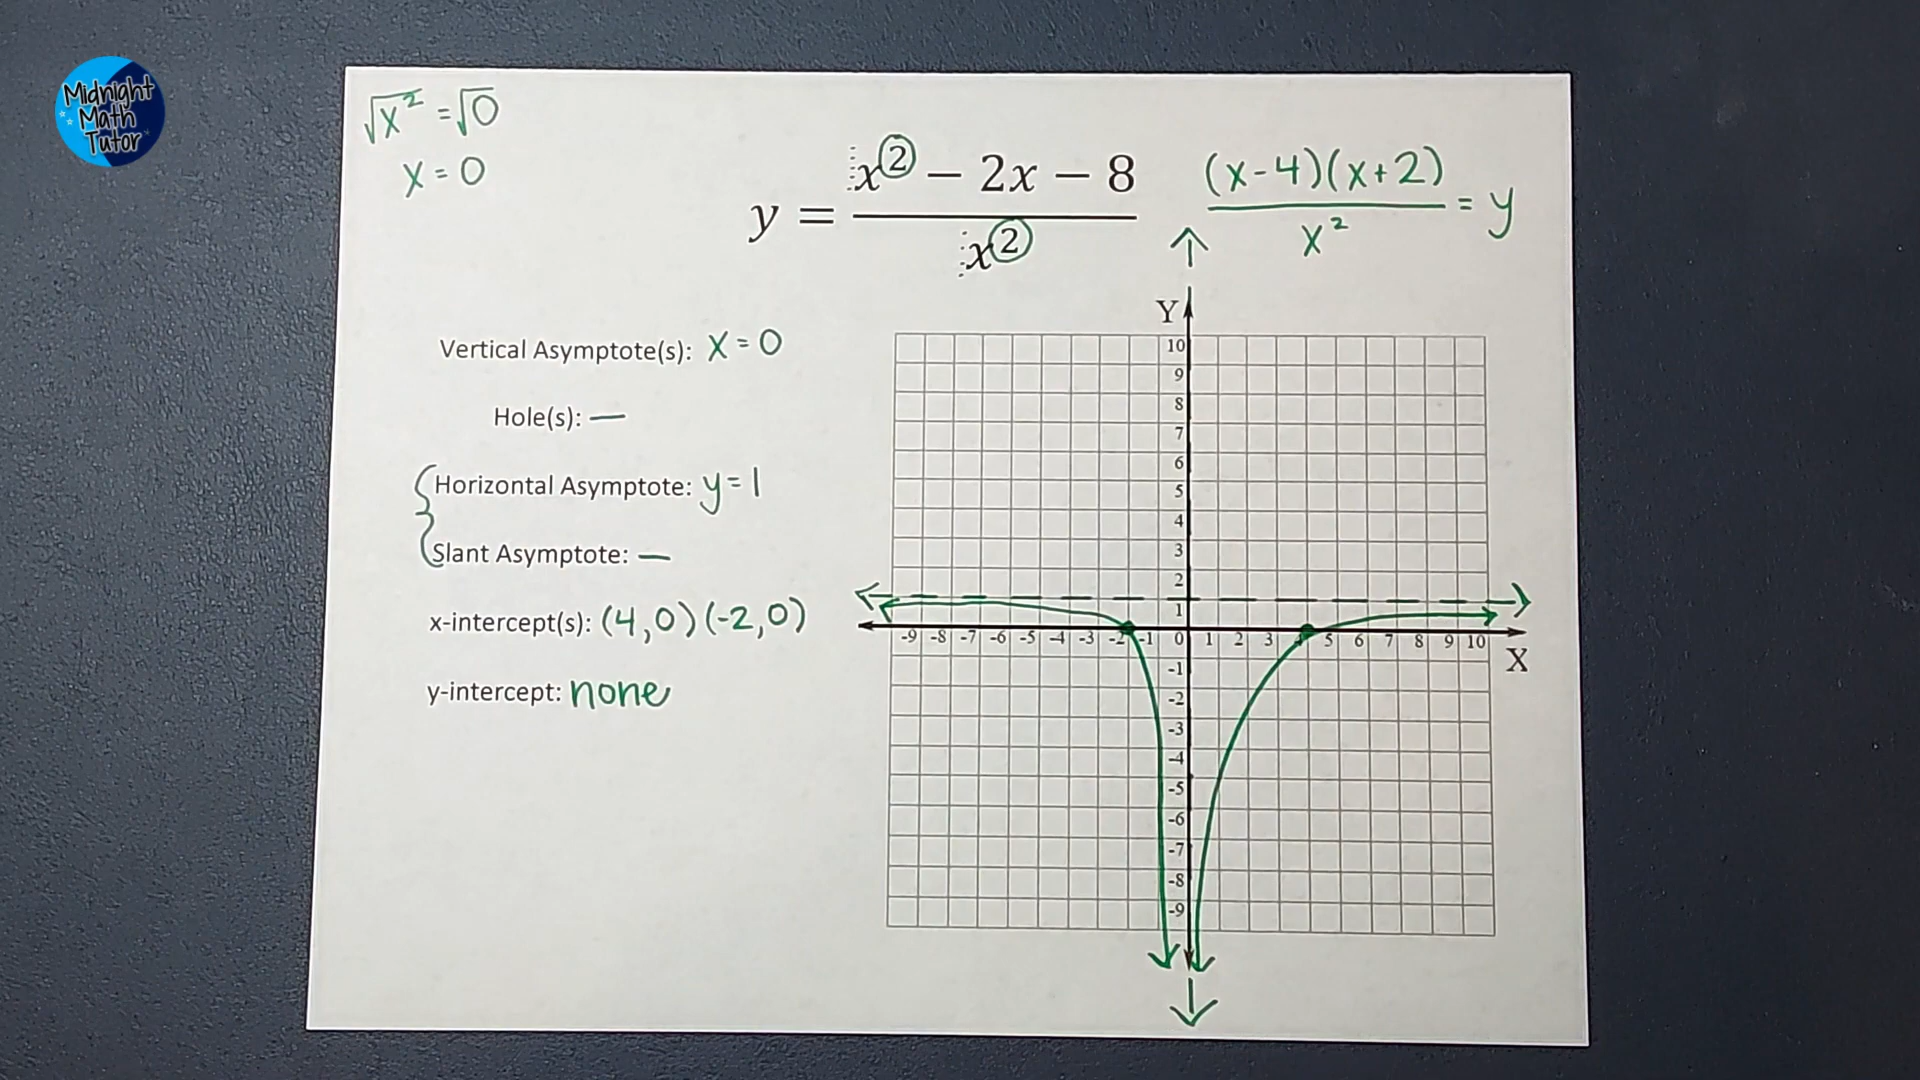 Midnight
Math
Tutor
√x² = √0
x = 0
y = (x² − 2x − 8) / x²
(x-4)(x+2) / x² = y
Vertical Asymptote(s): x = 0
Hole(s): —
Horizontal Asymptote: y = 1
Slant Asymptote: —
x-intercept(s): (4,0) (-2,0)
y-intercept: none
Y
10
9
8
7
6
5
4
3
2
1
-9 -8 -7 -6 -5 -4 -3 -2 -1 0 1 2 3 5 6 7 8 9 10
X
-1
-2
-3
-4
-5
-6
-7
-8
-9